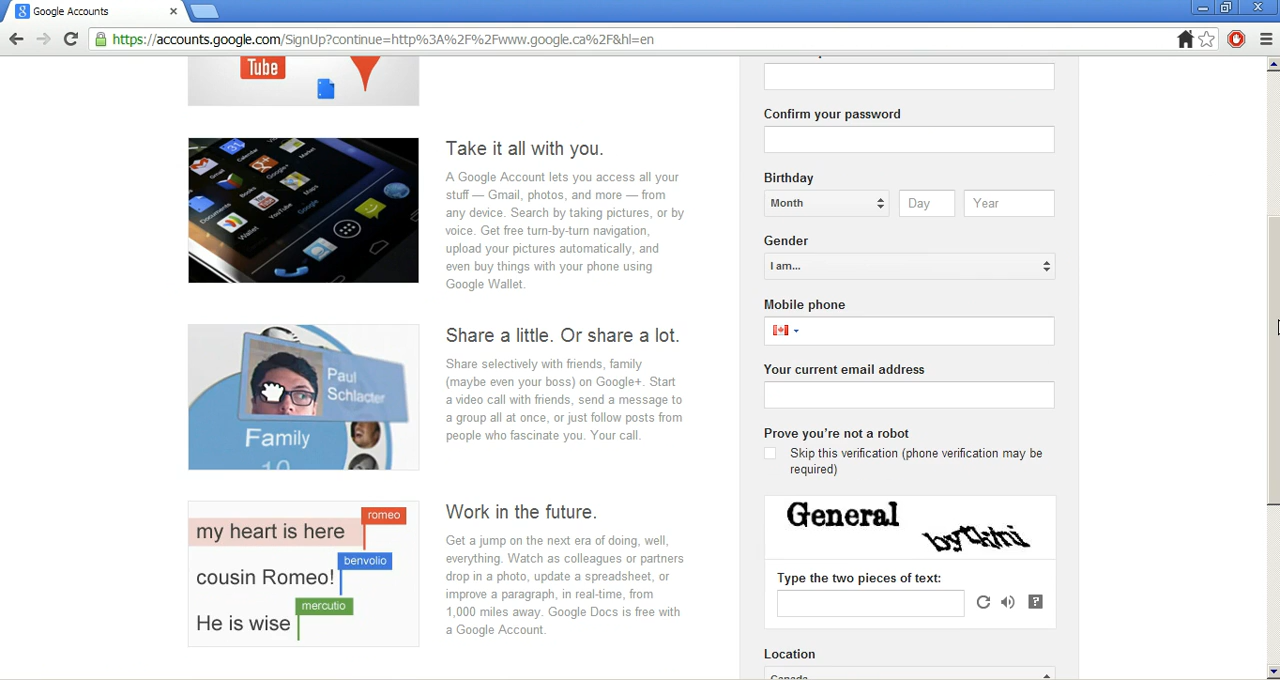 Google Accounts
https://accounts.google.com/SignUp?continue=http%3A%2F%2Fwww.google.ca%2F&hl=en
Tube
Take it all with you.
A Google Account lets you access all your
stuff — Gmail, photos, and more — from
any device. Search by taking pictures, or by
voice. Get free turn-by-turn navigation,
upload your pictures automatically, and
even buy things with your phone using
Google Wallet.
Share a little. Or share a lot.
Paul
Schlacter
Family
10
Share selectively with friends, family
(maybe even your boss) on Google+. Start
a video call with friends, send a message to
a group all at once, or just follow posts from
people who fascinate you. Your call.
Work in the future.
romeo
my heart is here
benvolio
cousin Romeo!
mercutio
He is wise
Get a jump on the next era of doing, well,
everything. Watch as colleagues or partners
drop in a photo, update a spreadsheet, or
improve a paragraph, in real-time, from
1,000 miles away. Google Docs is free with
a Google Account.
Confirm your password
Birthday
Month
Day
Year
Gender
I am...
Mobile phone
Your current email address
Prove you're not a robot
Skip this verification (phone verification may be
required)
General
Type the two pieces of text:
?
Location
Canada